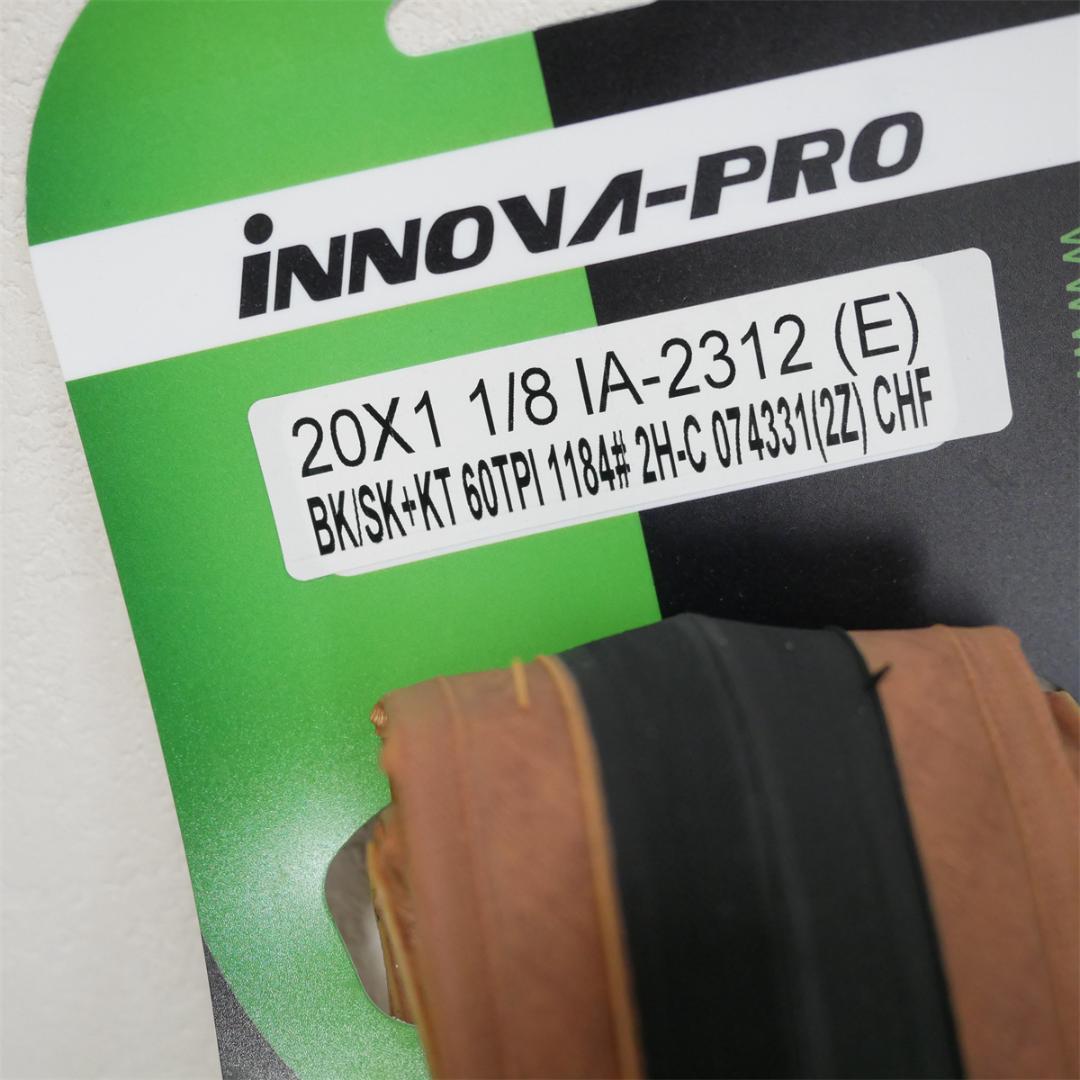 iNNOVA-PRO
20X1 1/8 IA-2312 (E)
BK/SK+KT 60TPI 1184# 2H-C 074331(2Z) CHF